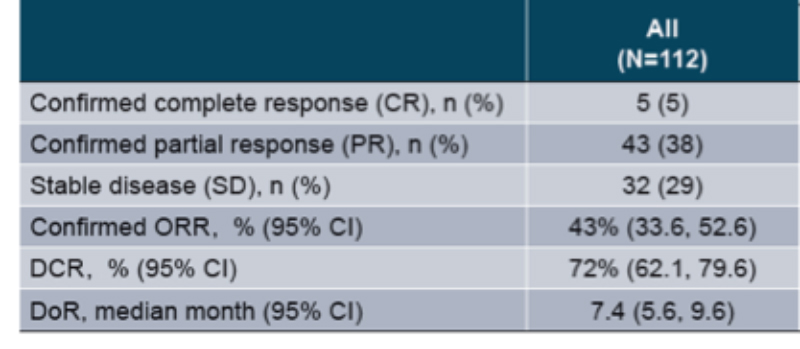 All
(N=112)
Confirmed complete response (CR), n (%) 5 (5)
Confirmed partial response (PR), n (%) 43 (38)
Stable disease (SD), n (%) 32 (29)
Confirmed ORR, % (95% CI) 43% (33.6, 52.6)
DCR, % (95% CI) 72% (62.1, 79.6)
DoR, median month (95% CI) 7.4 (5.6, 9.6)